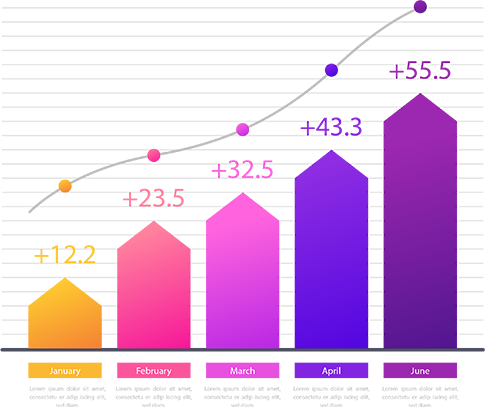 +55.5
+43.3
+32.5
+23.5
+12.2
January
February
March
April
June
Lorem ipsum dolor sit amet,
consectetu er adip iscing elit,
sed diam
Lorem ipsum dolor sit amet,
consectetu er adip iscing elit,
sed diam
Lorem ipsum dolor sit amet,
consectetu er adip iscing elit,
sed diam
Lorem ipsum dolor sit amet,
consectetu er adip iscing elit,
sed diam
Lorem ipsum dolor sit amet,
consectetu er adip iscing elit,
sed diam